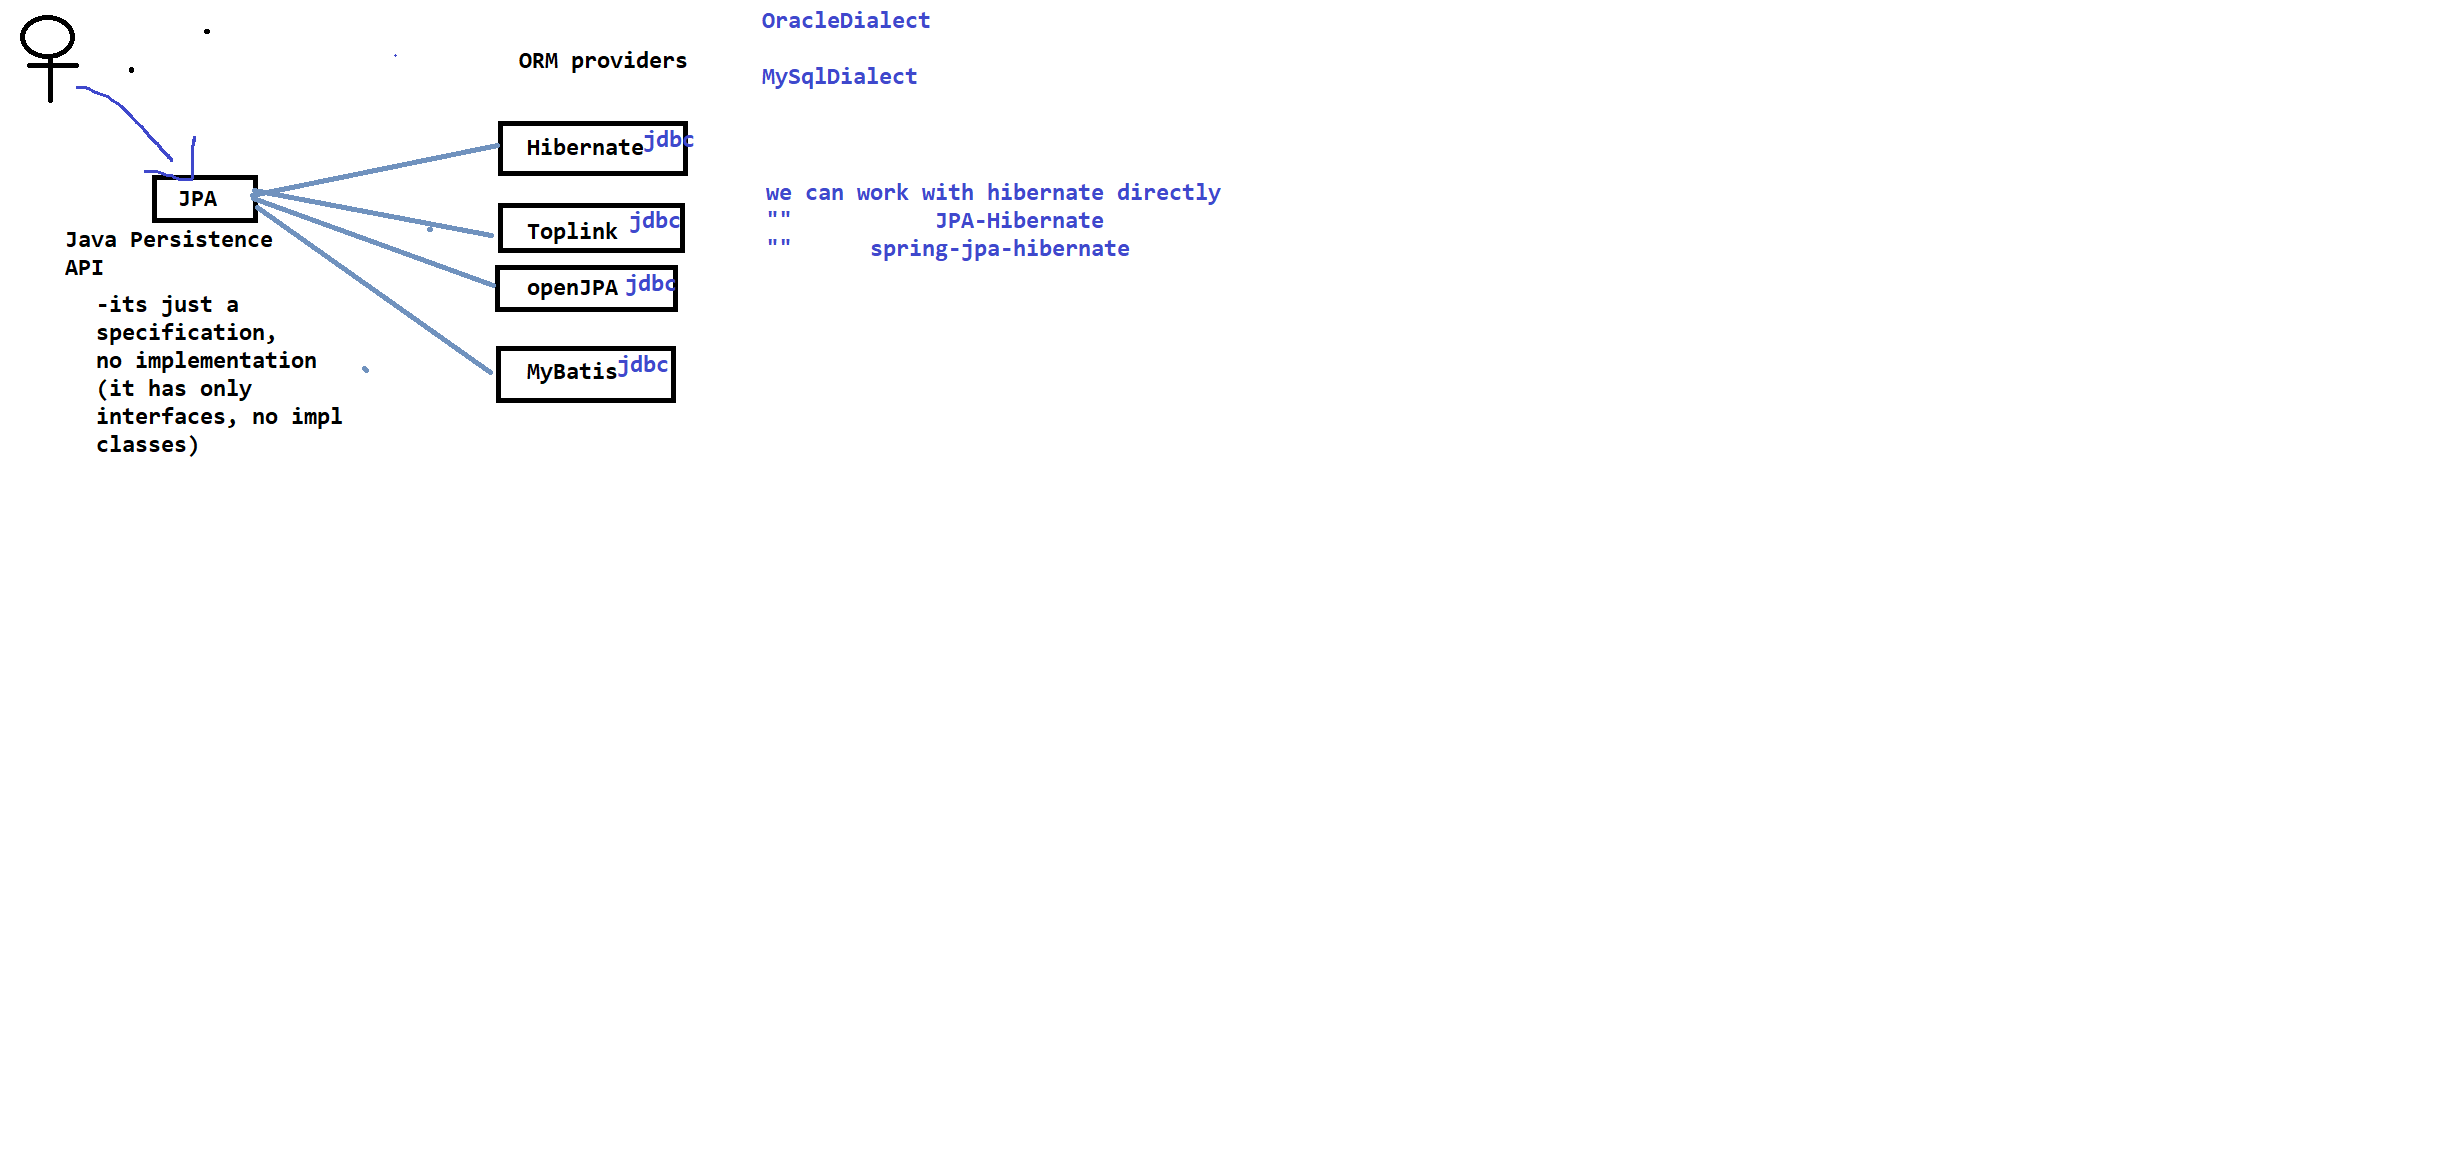 OracleDialect
ORM providers
MySqlDialect
Hibernate jdbc
JPA
Toplink jdbc
openJPA jdbc
MyBatis jdbc
Java Persistence
API
-its just a
specification,
no implementation
(it has only
interfaces, no impl
classes)
we can work with hibernate directly
"" JPA-Hibernate
"" spring-jpa-hibernate